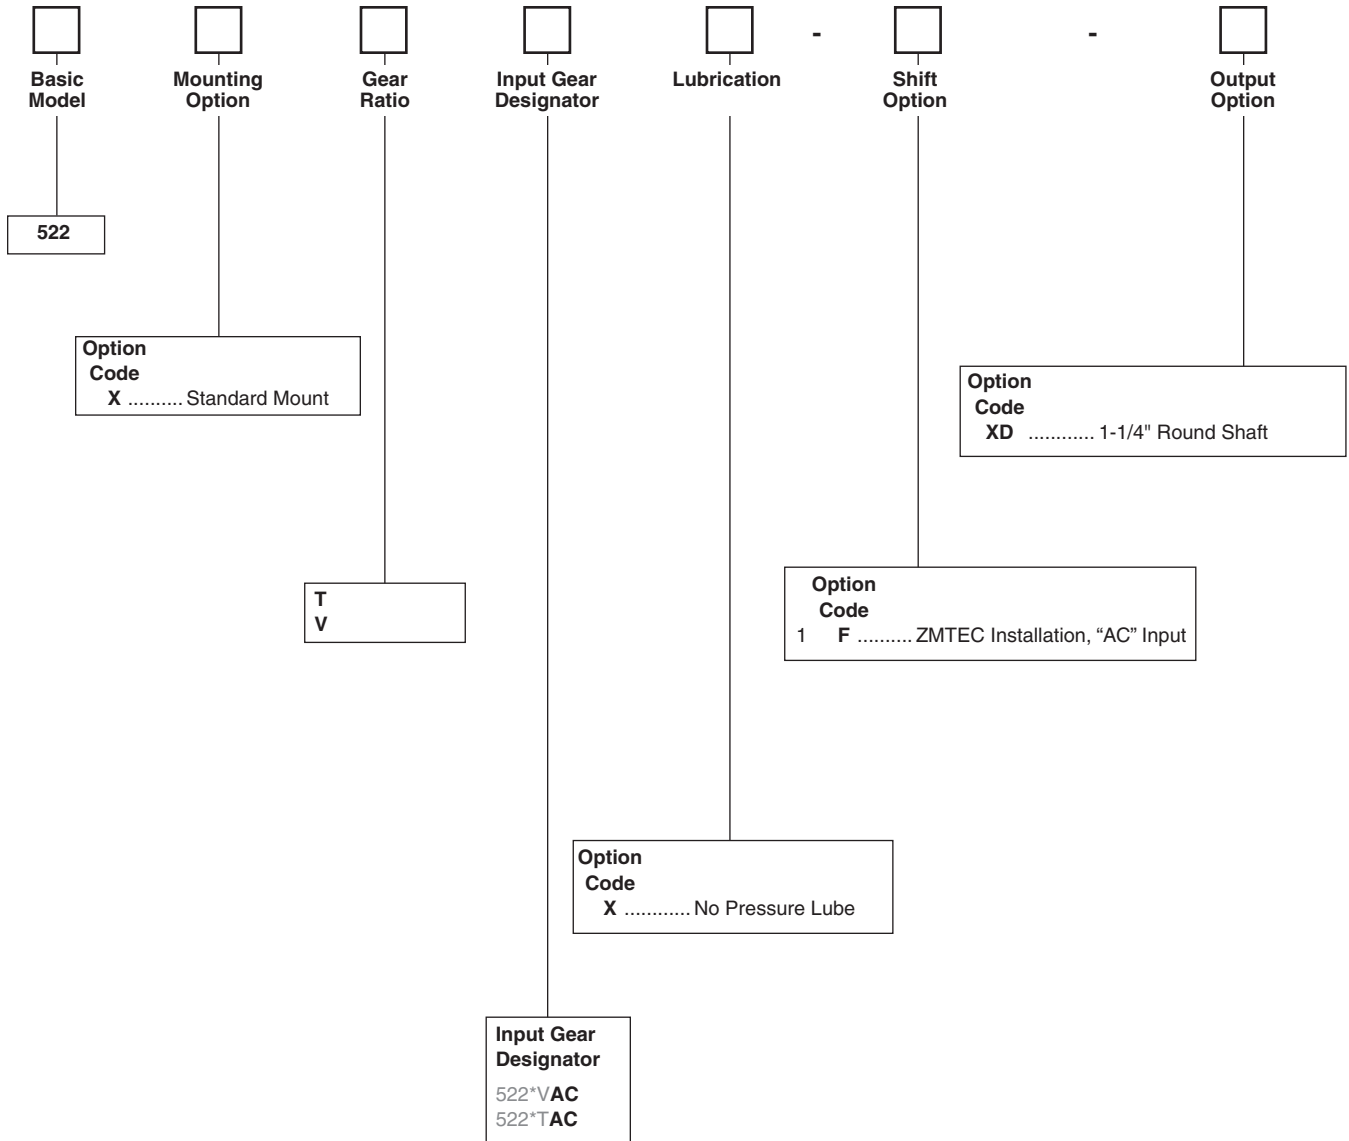 - -
Basic Model
Mounting Option
Gear Ratio
Input Gear Designator
Lubrication
Shift Option
Output Option
522
Option
Code
X .......... Standard Mount
Option
Code
XD ............ 1-1/4" Round Shaft
T
V
Option
Code
1 F .......... ZMTEC Installation, “AC” Input
Option
Code
X ............ No Pressure Lube
Input Gear
Designator
522*VAC
522*TAC